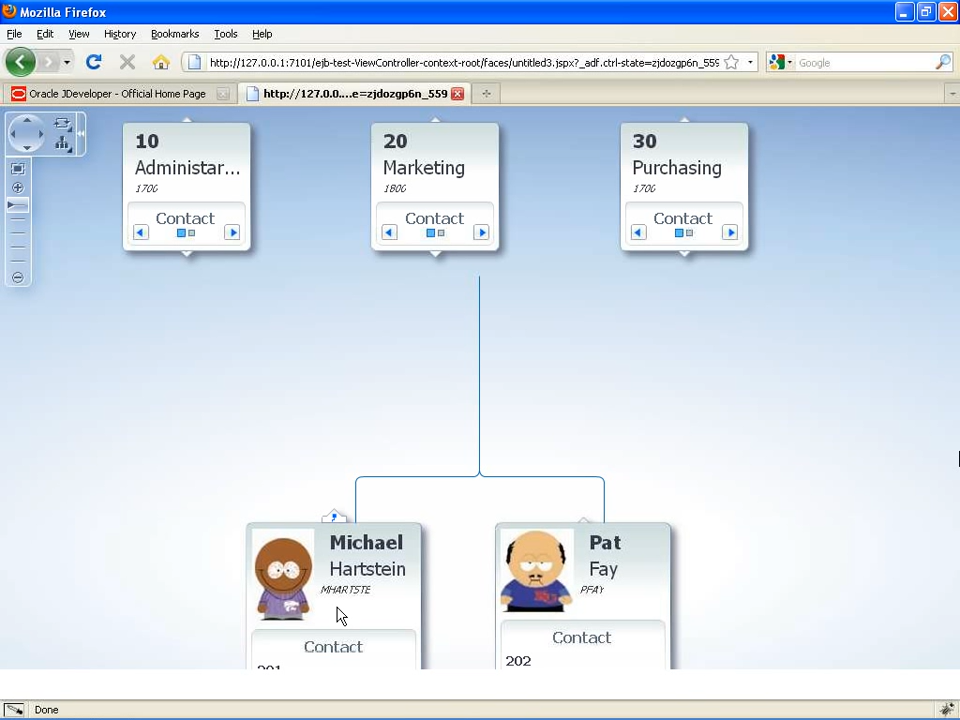 Mozilla Firefox
File Edit View History Bookmarks Tools Help
http://127.0.0.1:7101/ejb-test-ViewController-context-root/faces/untitled3.jspx?_adf.ctrl-state=zjdozgp6n_559
Google
Oracle JDeveloper - Official Home Page
http://127.0.0....e=zjdozgp6n_559
10
Administar...
1700
Contact
20
Marketing
1800
Contact
30
Purchasing
1700
Contact
Michael
Hartstein
MHARTSTE
Contact
201
Pat
Fay
PFAY
Contact
202
Done